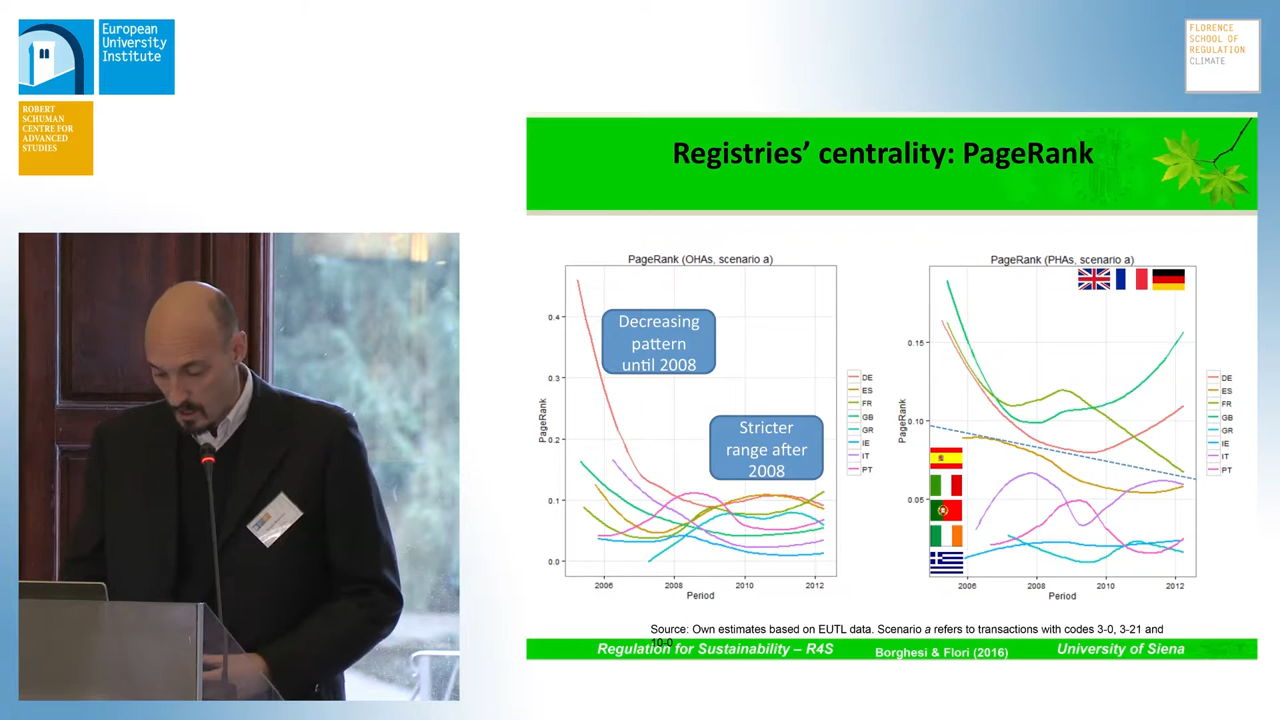 European
University
Institute
ROBERT
SCHUMAN
CENTRE FOR
ADVANCED
STUDIES
FLORENCE
SCHOOL OF
REGULATION
CLIMATE
Registries’ centrality: PageRank
PageRank (OHAs, scenario a)
Decreasing
pattern
until 2008
Stricter
range after
2008
PageRank
0.4
0.3
0.2
0.1
0.0
2006
2008
2010
2012
Period
DE
ES
FR
GB
GR
IE
IT
PT
PageRank (PHAs, scenario a)
PageRank
0.15
0.10
0.05
2006
2008
2010
2012
Period
DE
ES
FR
GB
GR
IE
IT
PT
Source: Own estimates based on EUTL data. Scenario a refers to transactions with codes 3-0, 3-21 and
10-0
Regulation for Sustainability – R4S
Borghesi & Flori (2016)
University of Siena